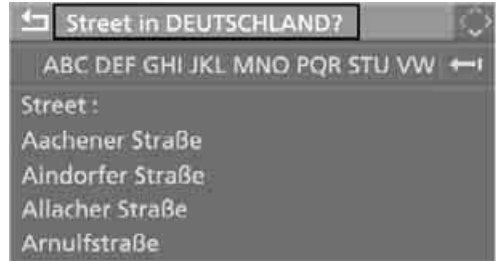 Street in DEUTSCHLAND?
ABC DEF GHI JKL MNO PQR STU VW
Street :
Aachener Straße
Aindorfer Straße
Allacher Straße
Arnulfstraße